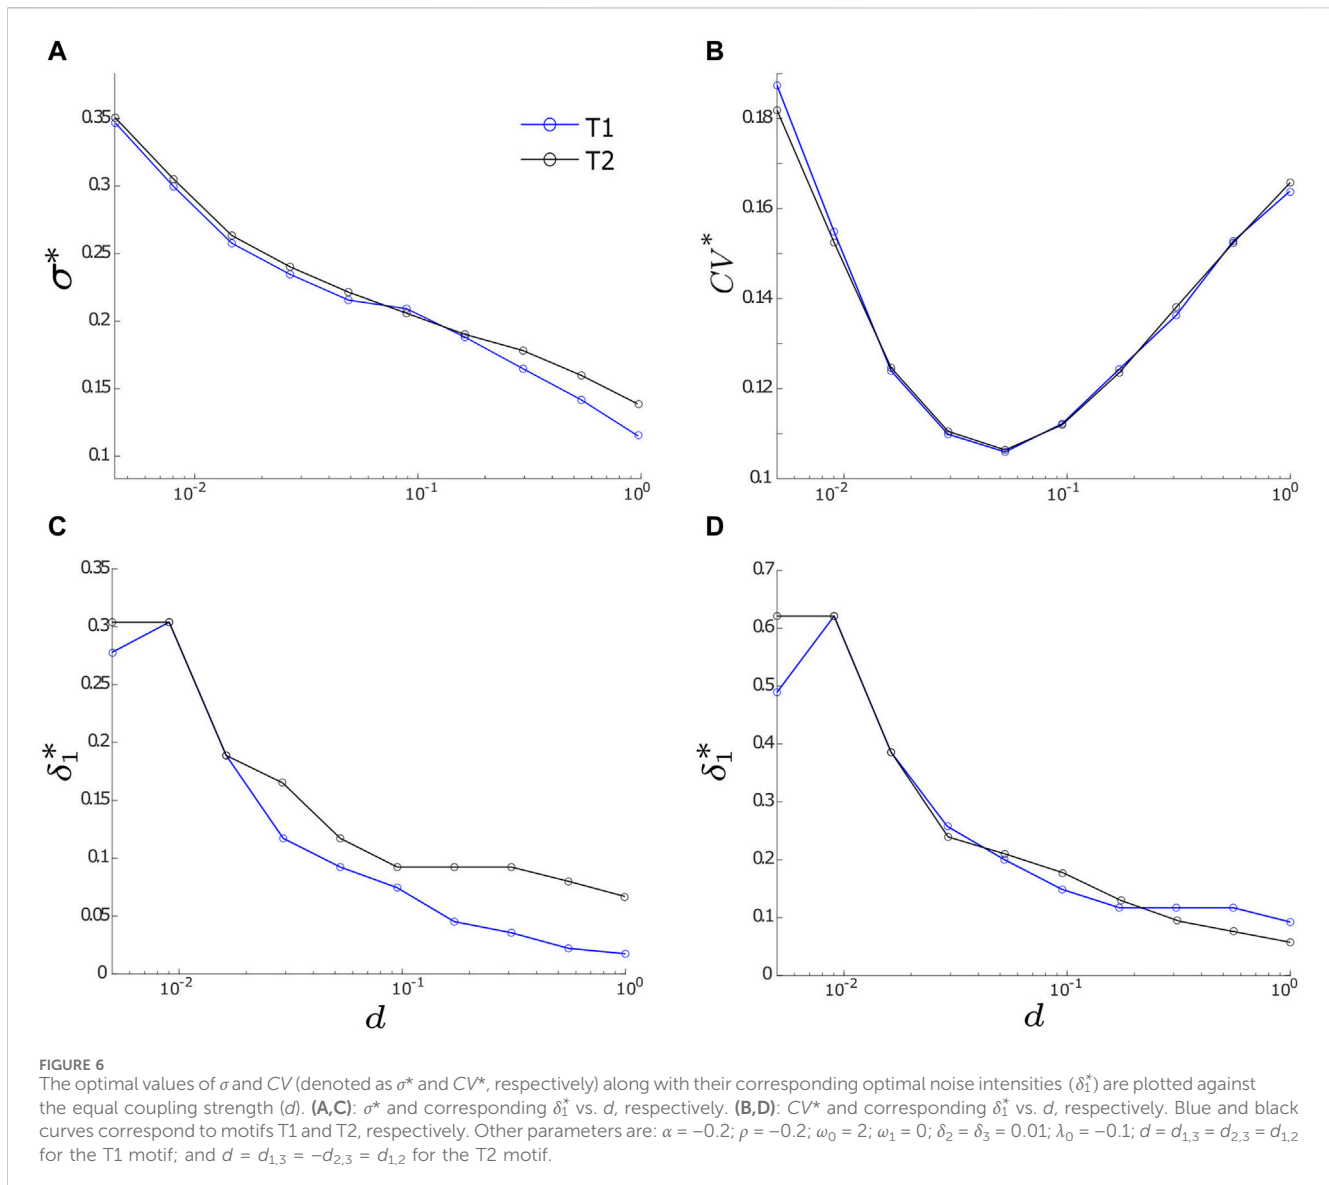 A
B
0.35
0.3
0.25
0.2
0.15
0.1
σ*
10⁻²
10⁻¹
10⁰
T1
T2
0.18
0.16
0.14
0.12
0.1
CV*
10⁻²
10⁻¹
10⁰
C
D
0.35
0.3
0.25
0.2
0.15
0.1
0.05
0
δ₁*
10⁻²
10⁻¹
10⁰
d
0.7
0.6
0.5
0.4
0.3
0.2
0.1
0
δ₁*
10⁻²
10⁻¹
10⁰
d
FIGURE 6
The optimal values of σ and CV (denoted as σ* and CV*, respectively) along with their corresponding optimal noise intensities (δ₁*) are plotted against
the equal coupling strength (d). (A,C): σ* and corresponding δ₁* vs. d, respectively. (B,D): CV* and corresponding δ₁* vs. d, respectively. Blue and black
curves correspond to motifs T1 and T2, respectively. Other parameters are: α = −0.2; ρ = −0.2; ω₀ = 2; ω₁ = 0; δ₂ = δ₃ = 0.01; λ₀ = −0.1; d = d₁,₃ = d₂,₃ = d₁,₂
for the T1 motif; and d = d₁,₃ = −d₂,₃ = d₁,₂ for the T2 motif.